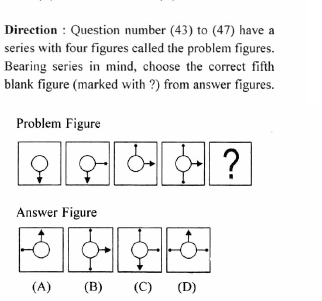 Direction : Question number (43) to (47) have a
series with four figures called the problem figures.
Bearing series in mind, choose the correct fifth
blank figure (marked with ?) from answer figures.
Problem Figure
?
Answer Figure
(A) (B) (C) (D)